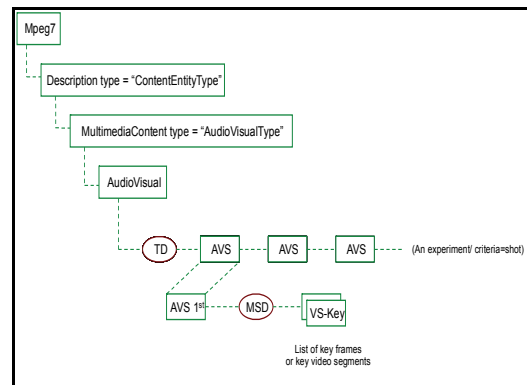 Mpeg7
Description type = “ContentEntityType”
MultimediaContent type = “AudioVisualType”
AudioVisual
TD AVS AVS AVS (An experiment/ criteria=shot)
AVS 1st MSD VS-Key
List of key frames
or key video segments